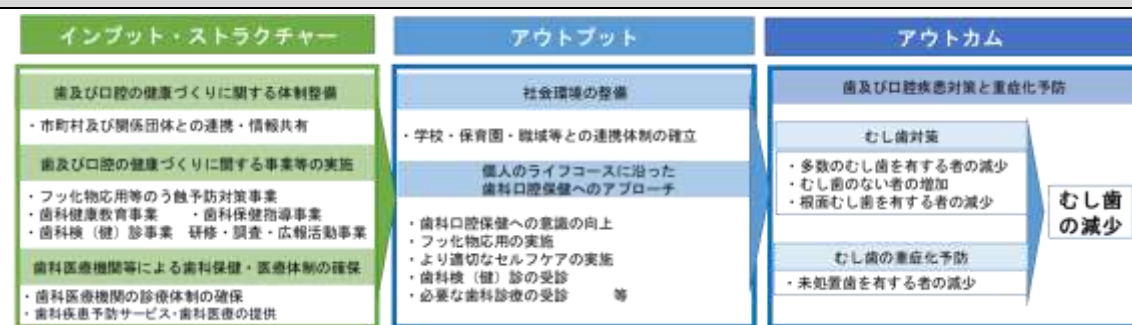 インプット・ストラクチャー
歯及び口腔の健康づくりに関する体制整備
・市町村及び関係団体との連携・情報共有
歯及び口腔の健康づくりに関する事業等の実施
・フッ化物応用等のう蝕予防対策事業
・歯科健康教育事業　　・歯科保健指導事業
・歯科検（健）診事業　研修・調査・広報活動事業
歯科医療機関等による歯科保健・医療体制の確保
・歯科医療機関の診療体制の確保
・歯科疾患予防サービス・歯科医療の提供
アウトプット
社会環境の整備
・学校・保育園・職域等との連携体制の確立
個人のライフコースに沿った
歯科口腔保健へのアプローチ
・歯科口腔保健への意識の向上
・フッ化物応用の実施
・より適切なセルフケアの実施
・歯科検（健）診の受診
・必要な歯科診療の受診　　等
アウトカム
歯及び口腔疾患対策と重症化予防
むし歯対策
・多数のむし歯を有する者の減少
・むし歯のない者の増加
・根面むし歯を有する者の減少
むし歯の重症化予防
・未処置歯を有する者の減少
むし歯
の減少